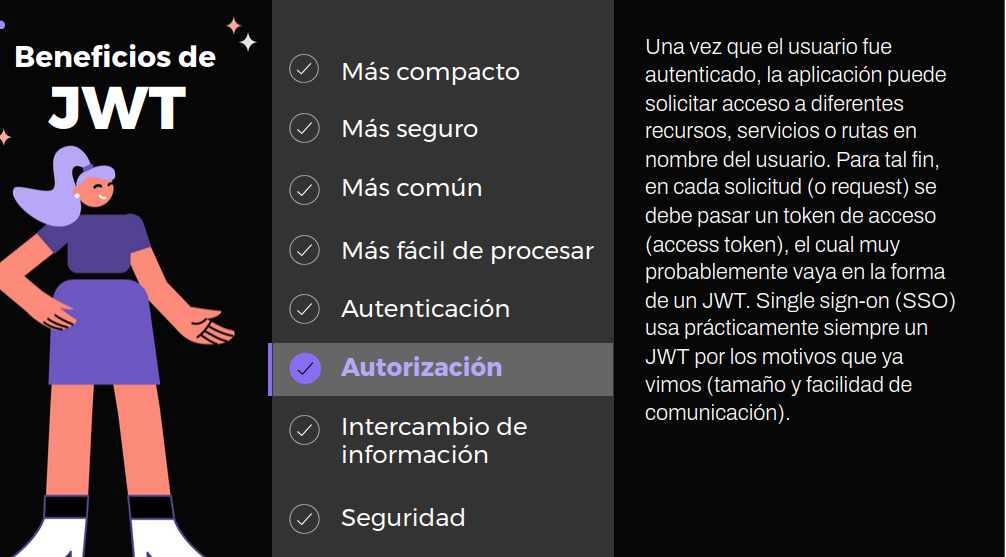 Beneficios de
JWT
Más compacto
Más seguro
Más común
Más fácil de procesar
Autenticación
Autorización
Intercambio de
información
Seguridad
Una vez que el usuario fue
autenticado, la aplicación puede
solicitar acceso a diferentes
recursos, servicios o rutas en
nombre del usuario. Para tal fin,
en cada solicitud (o request) se
debe pasar un token de acceso
(access token), el cual muy
probablemente vaya en la forma
de un JWT. Single sign-on (SSO)
usa prácticamente siempre un
JWT por los motivos que ya
vimos (tamaño y facilidad de
comunicación).